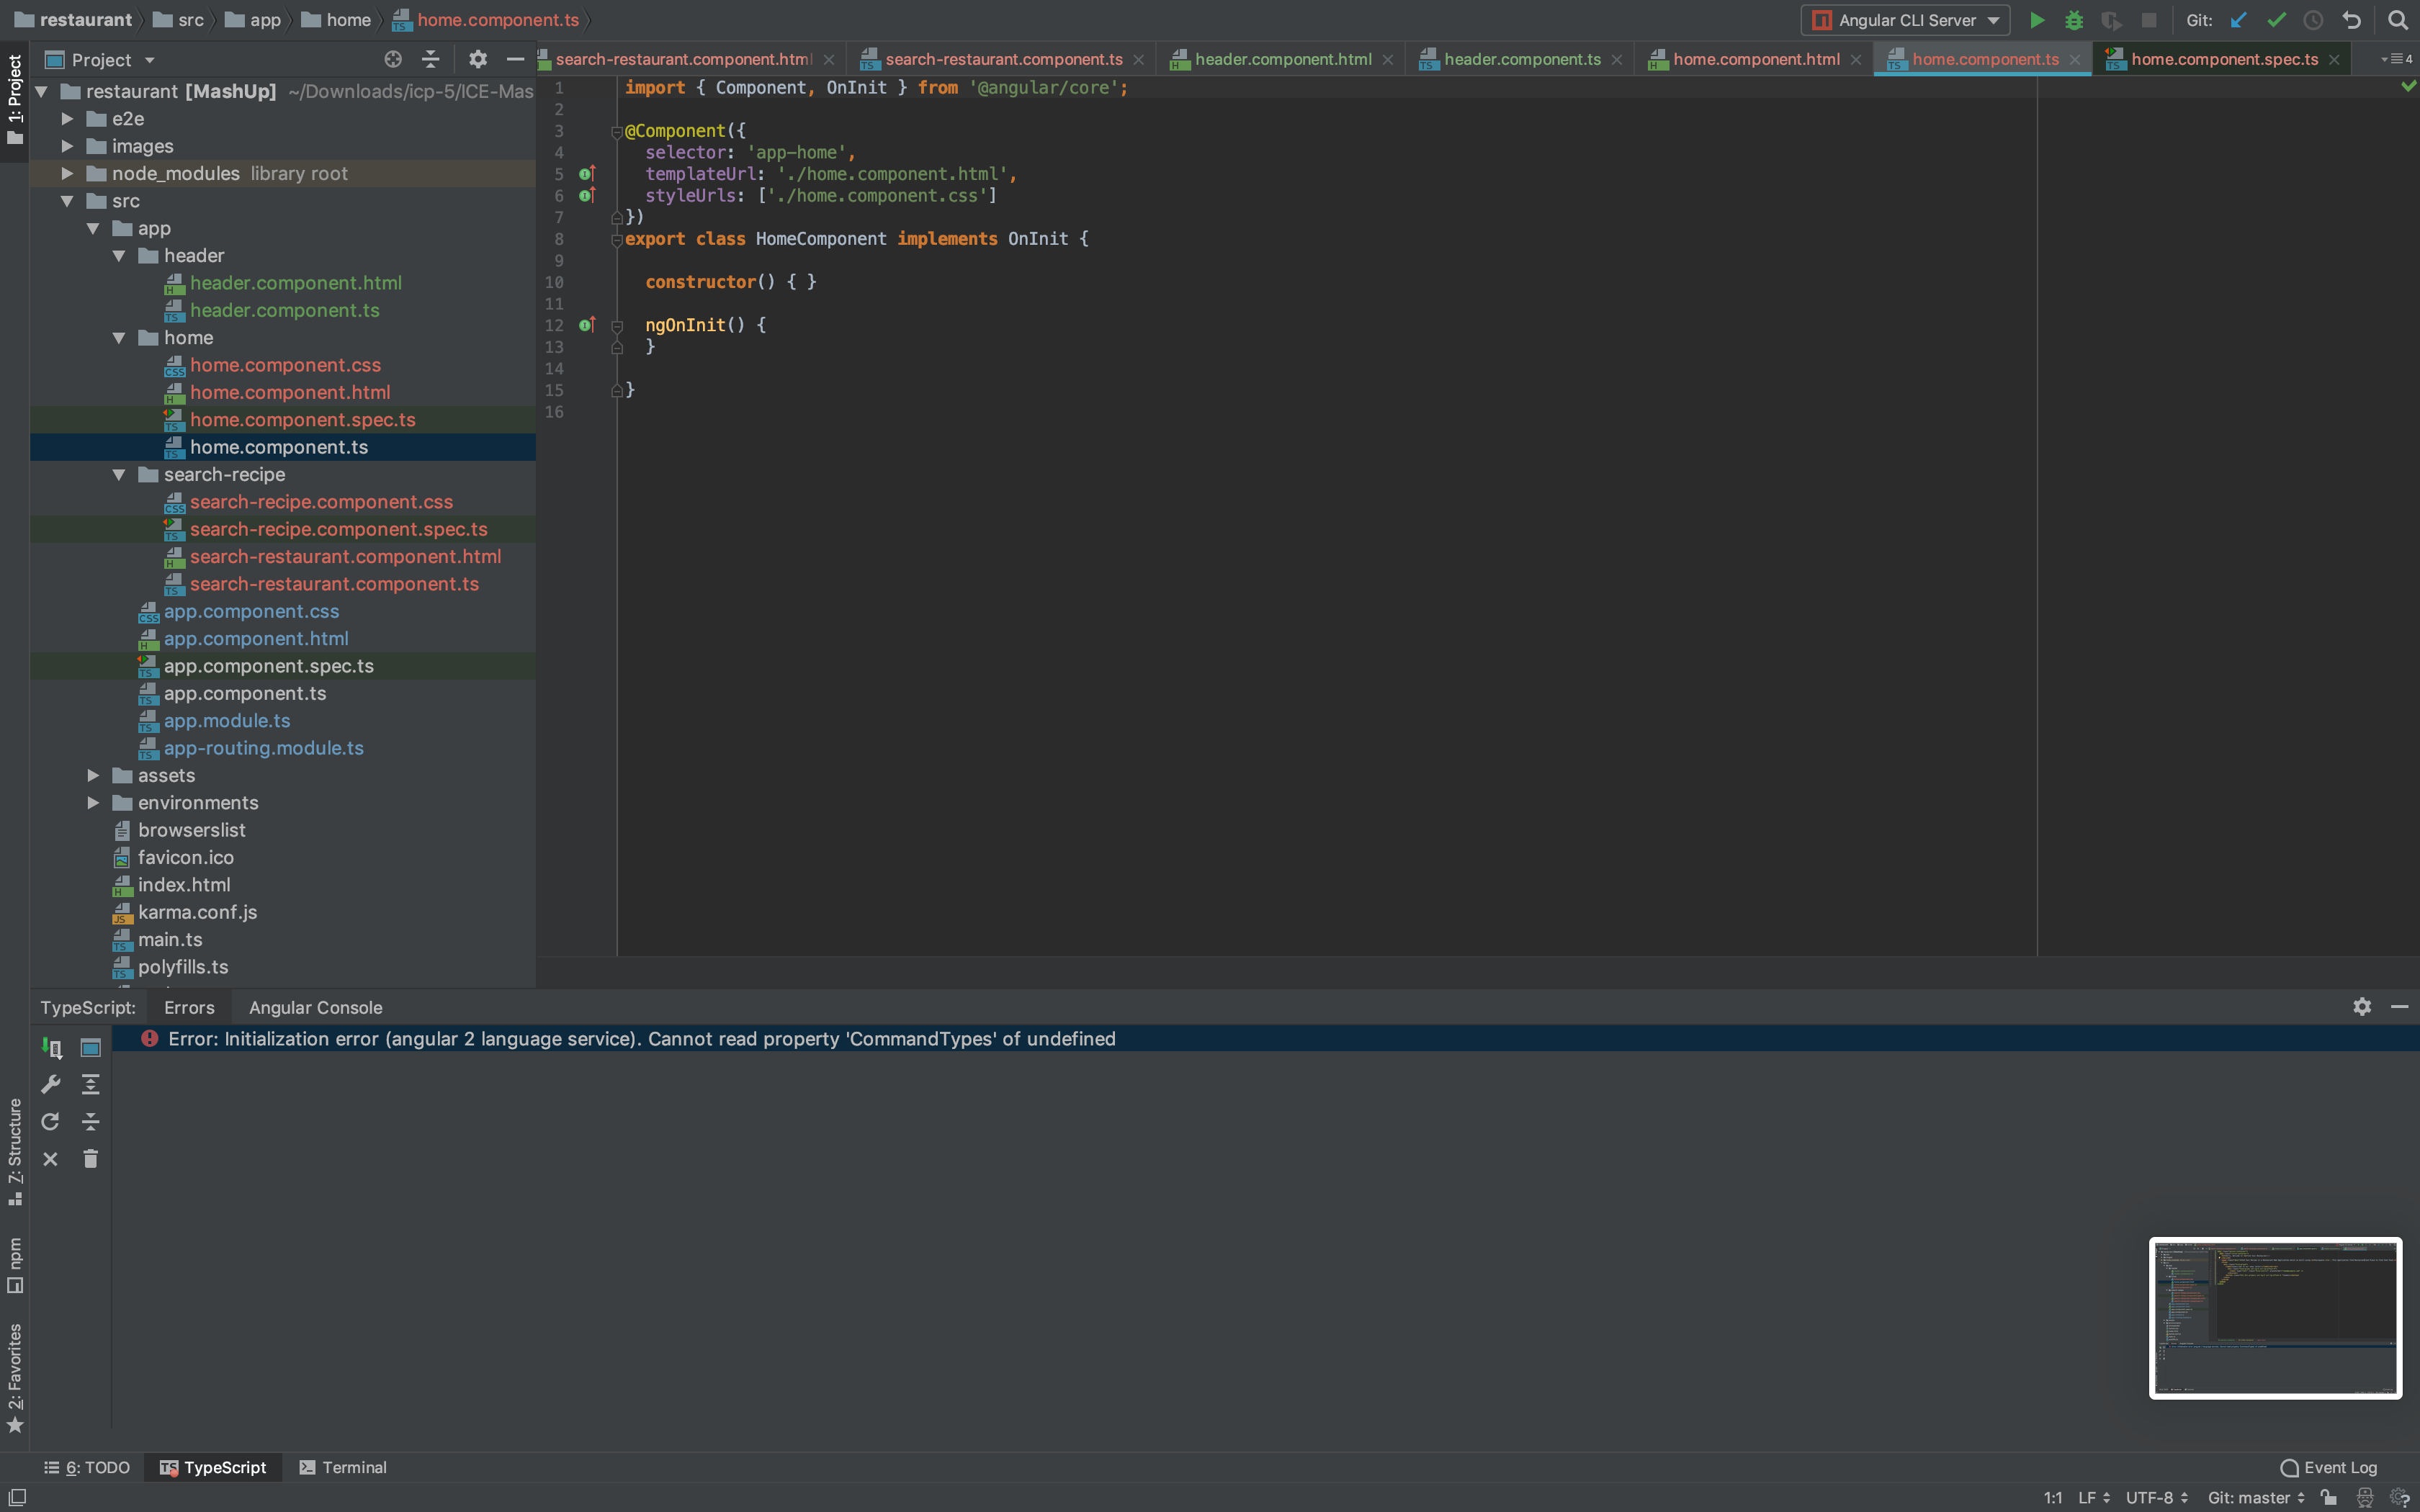 restaurant src app home home.component.ts
Angular CLI Server Git:
1: Project
Project
search-restaurant.component.html search-restaurant.component.ts header.component.html header.component.ts home.component.html home.component.ts home.component.spec.ts 4
restaurant [MashUp] ~/Downloads/icp-5/ICE-Mas
e2e
images
node_modules library root
src
app
header
header.component.html
header.component.ts
home
home.component.css
home.component.html
home.component.spec.ts
home.component.ts
search-recipe
search-recipe.component.css
search-recipe.component.spec.ts
search-restaurant.component.html
search-restaurant.component.ts
app.component.css
app.component.html
app.component.spec.ts
app.component.ts
app.module.ts
app-routing.module.ts
assets
environments
browserslist
favicon.ico
index.html
karma.conf.js
main.ts
polyfills.ts
1 import { Component, OnInit } from '@angular/core';
2
3 @Component({
4 selector: 'app-home',
5 templateUrl: './home.component.html',
6 styleUrls: ['./home.component.css']
7 })
8 export class HomeComponent implements OnInit {
9
10 constructor() { }
11
12 ngOnInit() {
13 }
14
15 }
16
TypeScript: Errors Angular Console
Error: Initialization error (angular 2 language service). Cannot read property 'CommandTypes' of undefined
7: Structure
npm
2: Favorites
6: TODO TypeScript Terminal
Event Log
1:1 LF UTF-8 Git: master